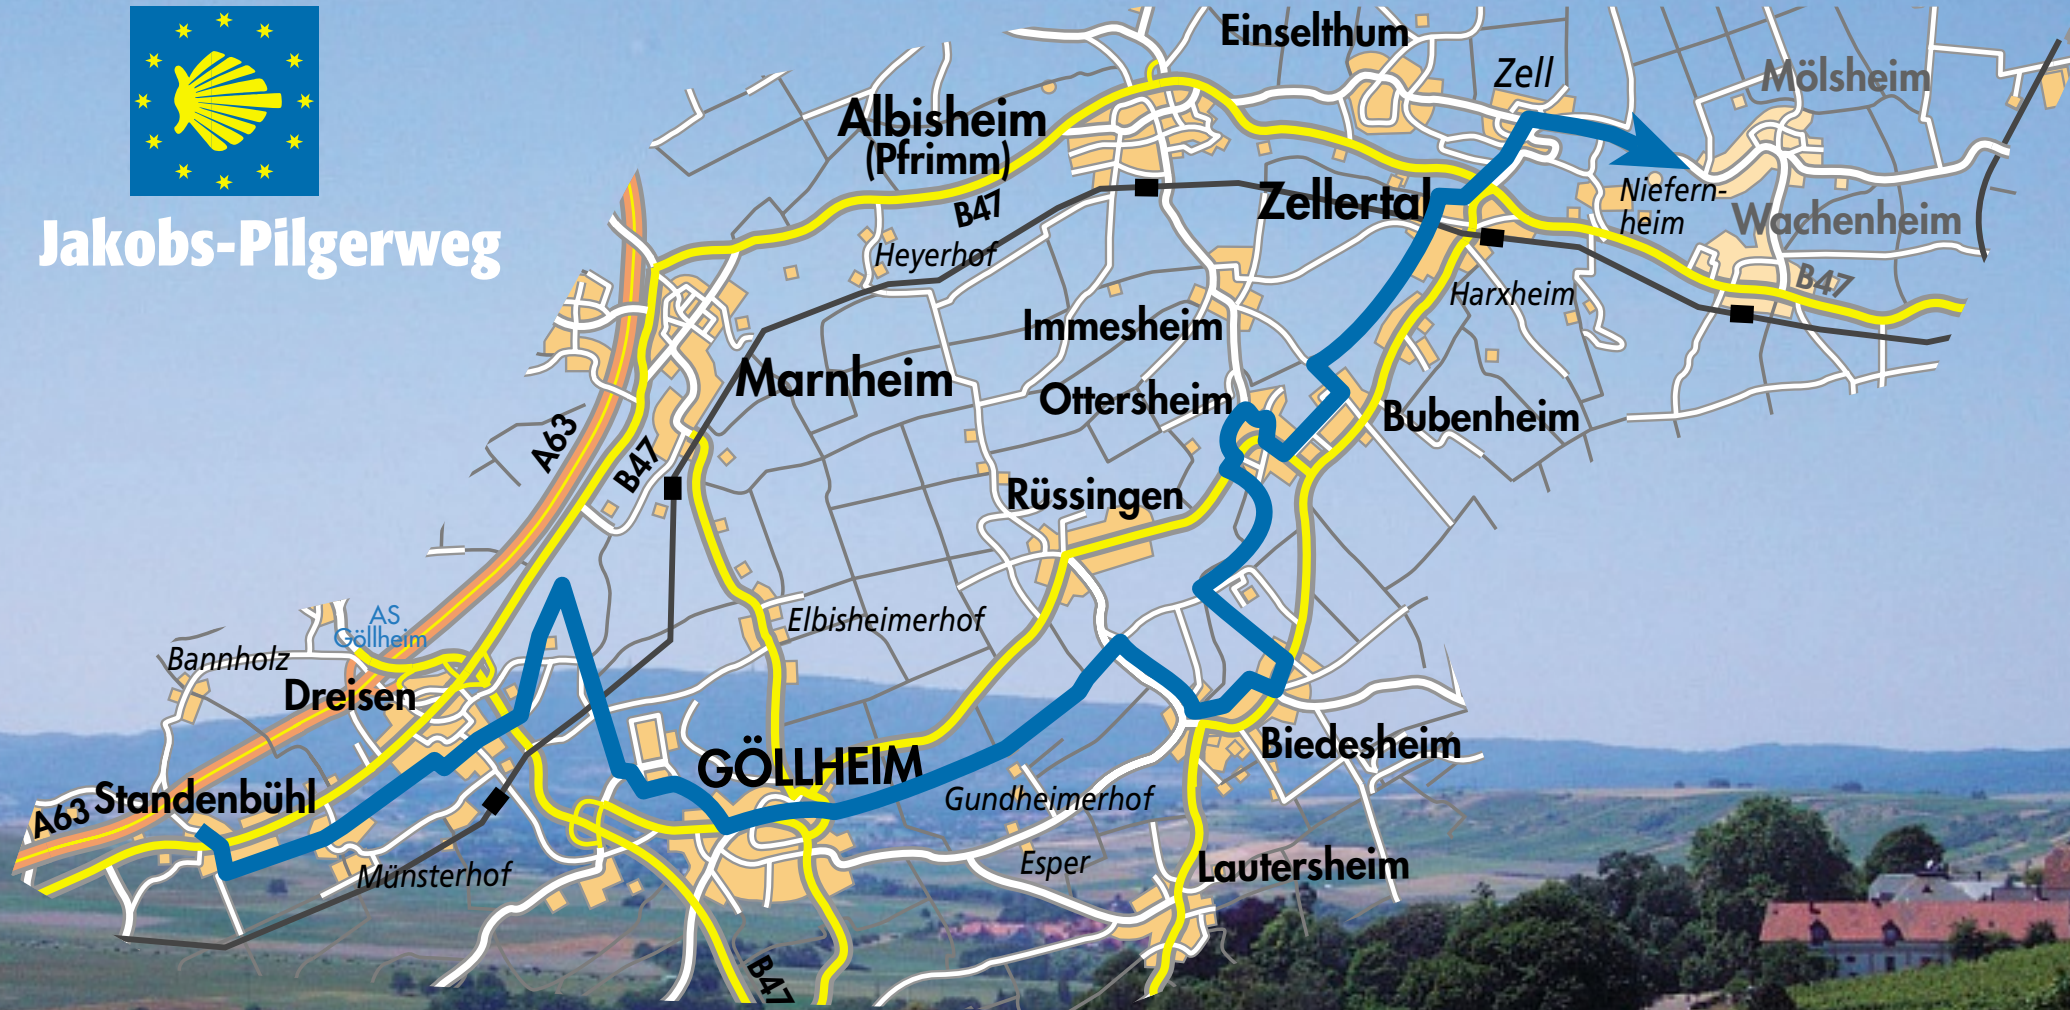 Jakobs-Pilgerweg
Einselthum
Zell
Mölsheim
Albisheim
(Pfrimm)
B47
Heyerhof
Zellertal
Niefern-
heim
Wachenheim
B47
Harxheim
Immesheim
Marnheim
Ottersheim
Bubenheim
A63
B47
Rüssingen
AS
Göllheim
Elbisheimerhof
Bannholz
Dreisen
Biedesheim
GÖLLHEIM
Standenbühl
A63
Gundheimerhof
Münsterhof
Esper
Lautersheim
B47